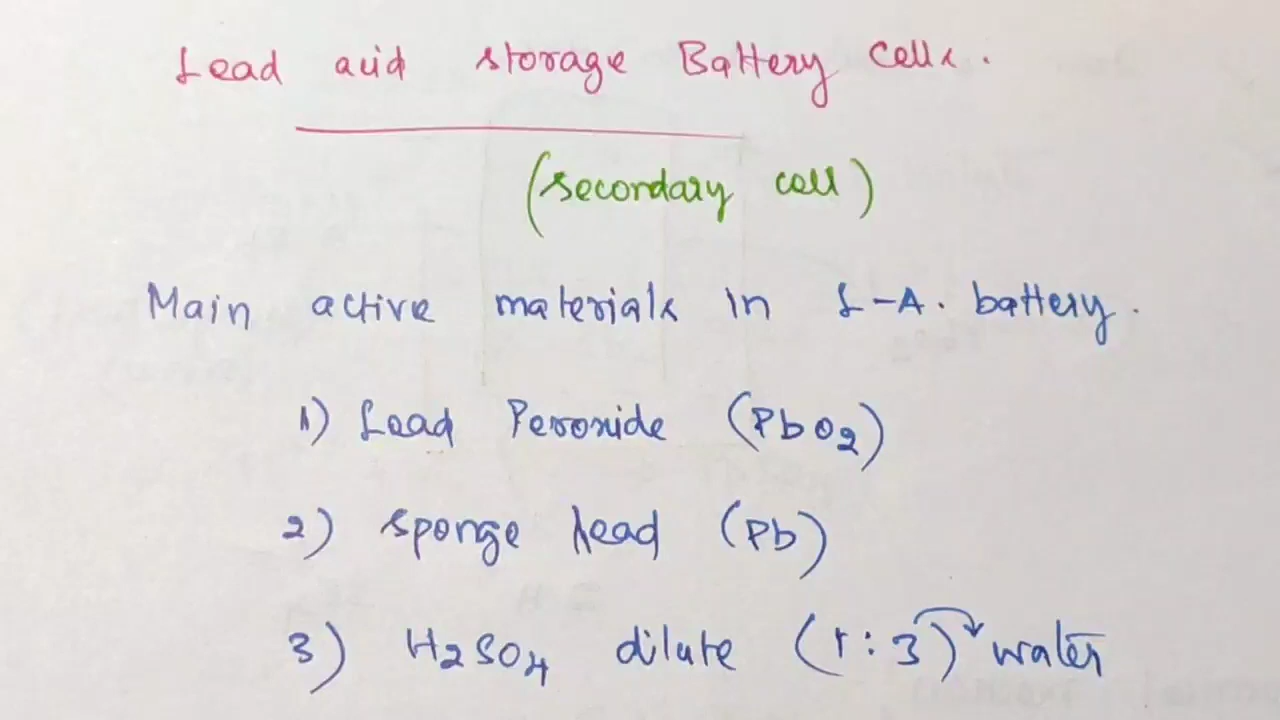 Lead acid storage Battery cells.
(secondary cell)
Main active materials in L-A. battery.
1) Lead Peroxide (PbO2)
2) sponge lead (Pb)
3) H2SO4 dilute (1:3) water